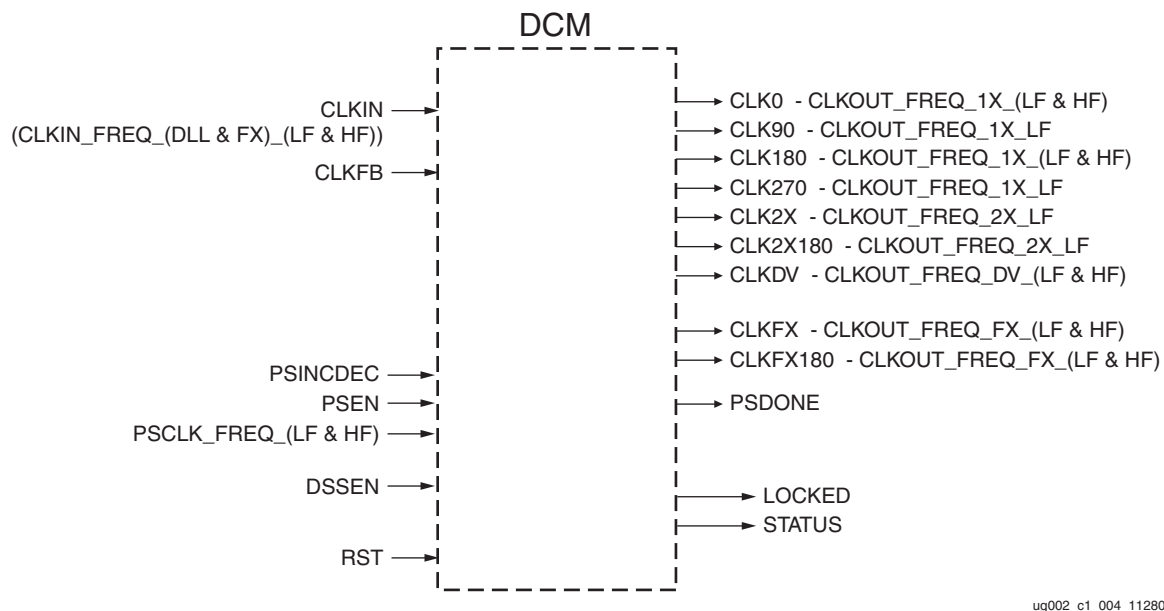 DCM
CLKIN
(CLKIN_FREQ_(DLL & FX)_(LF & HF))
CLKFB
PSINCDEC
PSEN
PSCLK_FREQ_(LF & HF)
DSSEN
RST
CLK0 - CLKOUT_FREQ_1X_(LF & HF)
CLK90 - CLKOUT_FREQ_1X_LF
CLK180 - CLKOUT_FREQ_1X_(LF & HF)
CLK270 - CLKOUT_FREQ_1X_LF
CLK2X - CLKOUT_FREQ_2X_LF
CLK2X180 - CLKOUT_FREQ_2X_LF
CLKDV - CLKOUT_FREQ_DV_(LF & HF)
CLKFX - CLKOUT_FREQ_FX_(LF & HF)
CLKFX180 - CLKOUT_FREQ_FX_(LF & HF)
PSDONE
LOCKED
STATUS
ug002_c1_004_11280